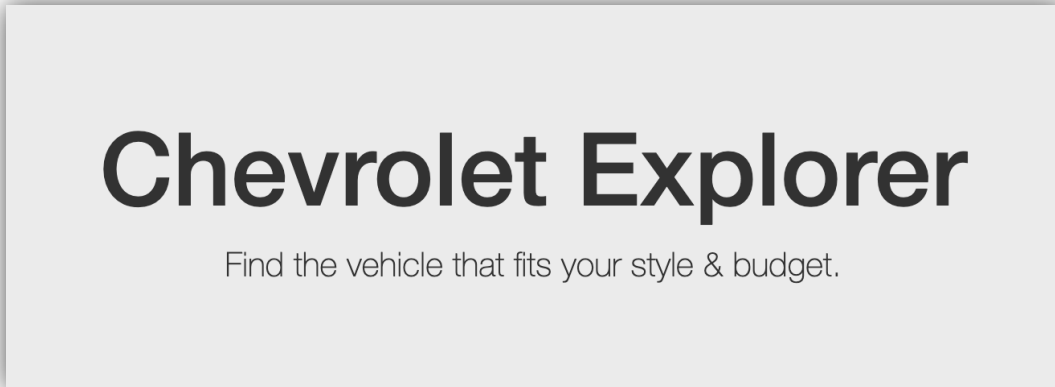 Chevrolet Explorer
Find the vehicle that fits your style & budget.